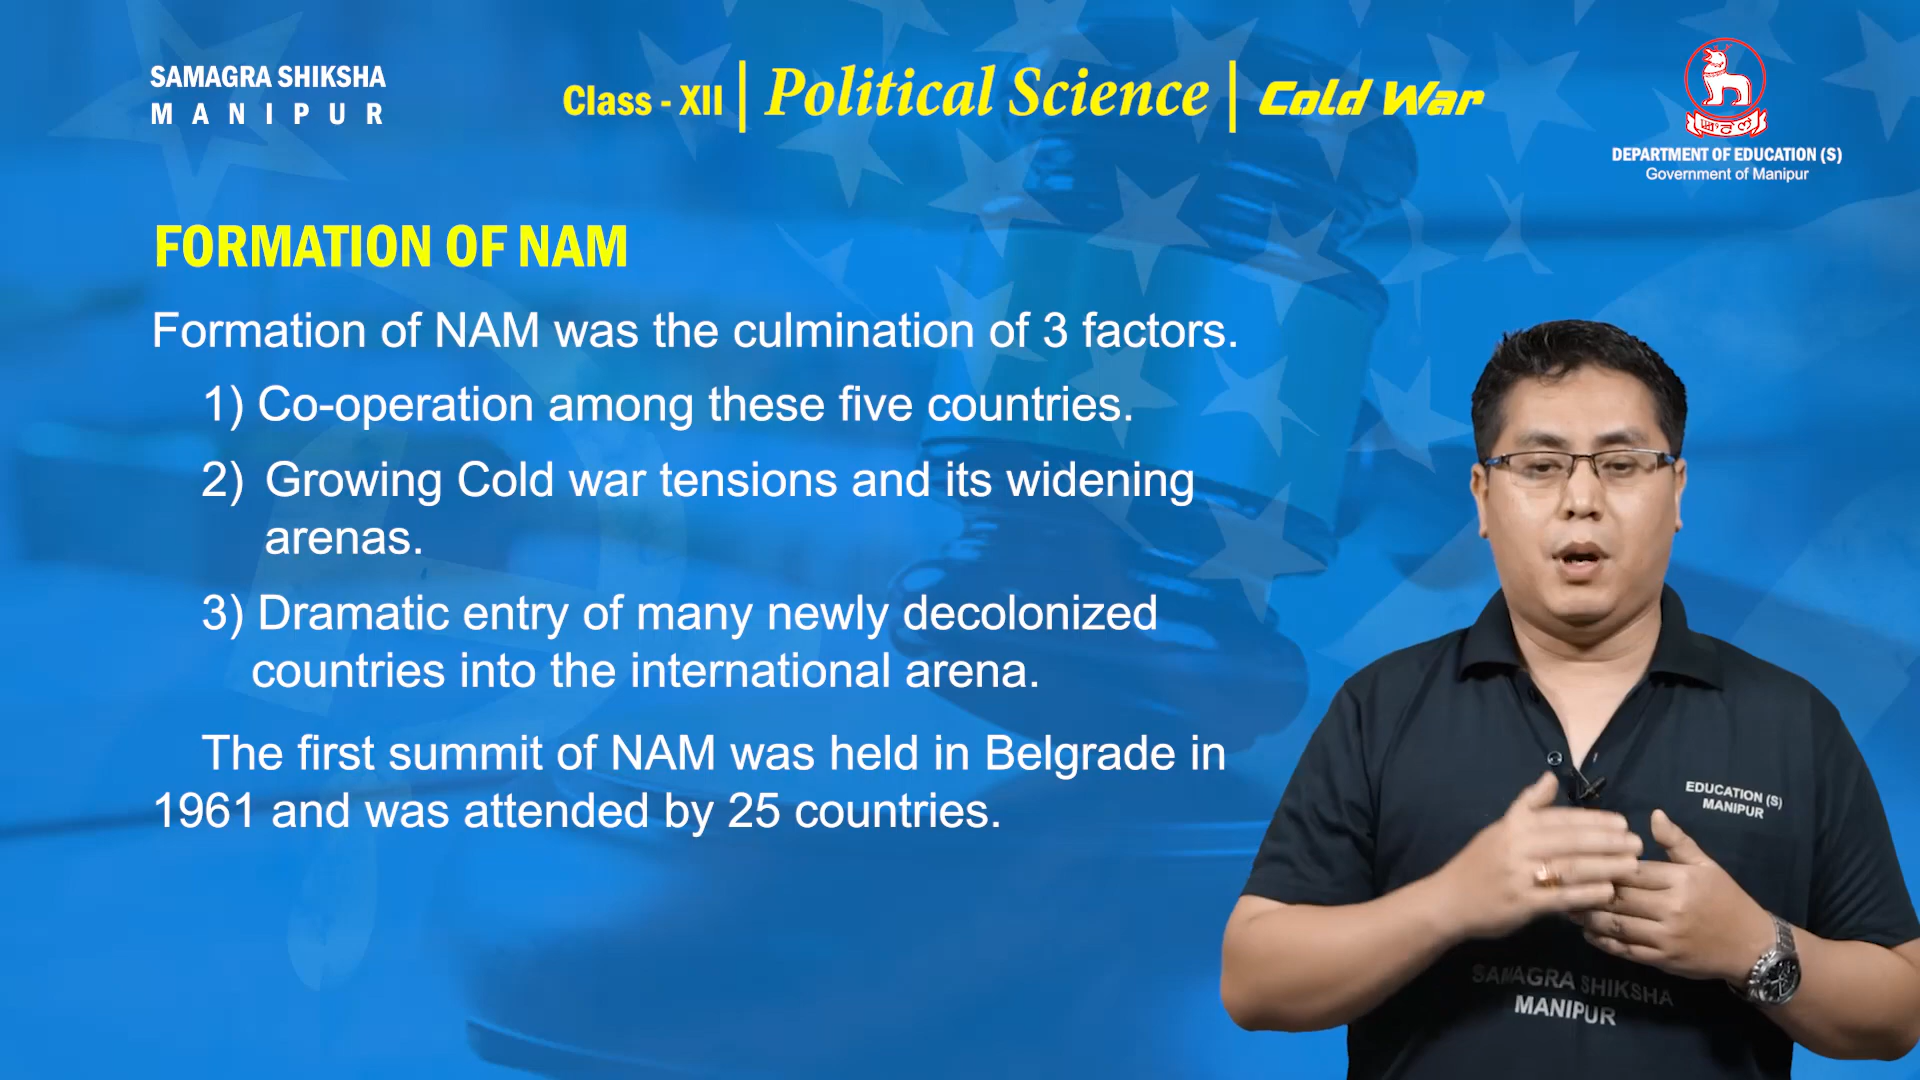 SAMAGRA SHIKSHA
MANIPUR
Class - XII | Political Science | Cold War
DEPARTMENT OF EDUCATION (S)
Government of Manipur
FORMATION OF NAM
Formation of NAM was the culmination of 3 factors.
1) Co-operation among these five countries.
2) Growing Cold war tensions and its widening
arenas.
3) Dramatic entry of many newly decolonized
countries into the international arena.
The first summit of NAM was held in Belgrade in
1961 and was attended by 25 countries.
EDUCATION (S)
MANIPUR
SAMAGRA SHIKSHA
MANIPUR